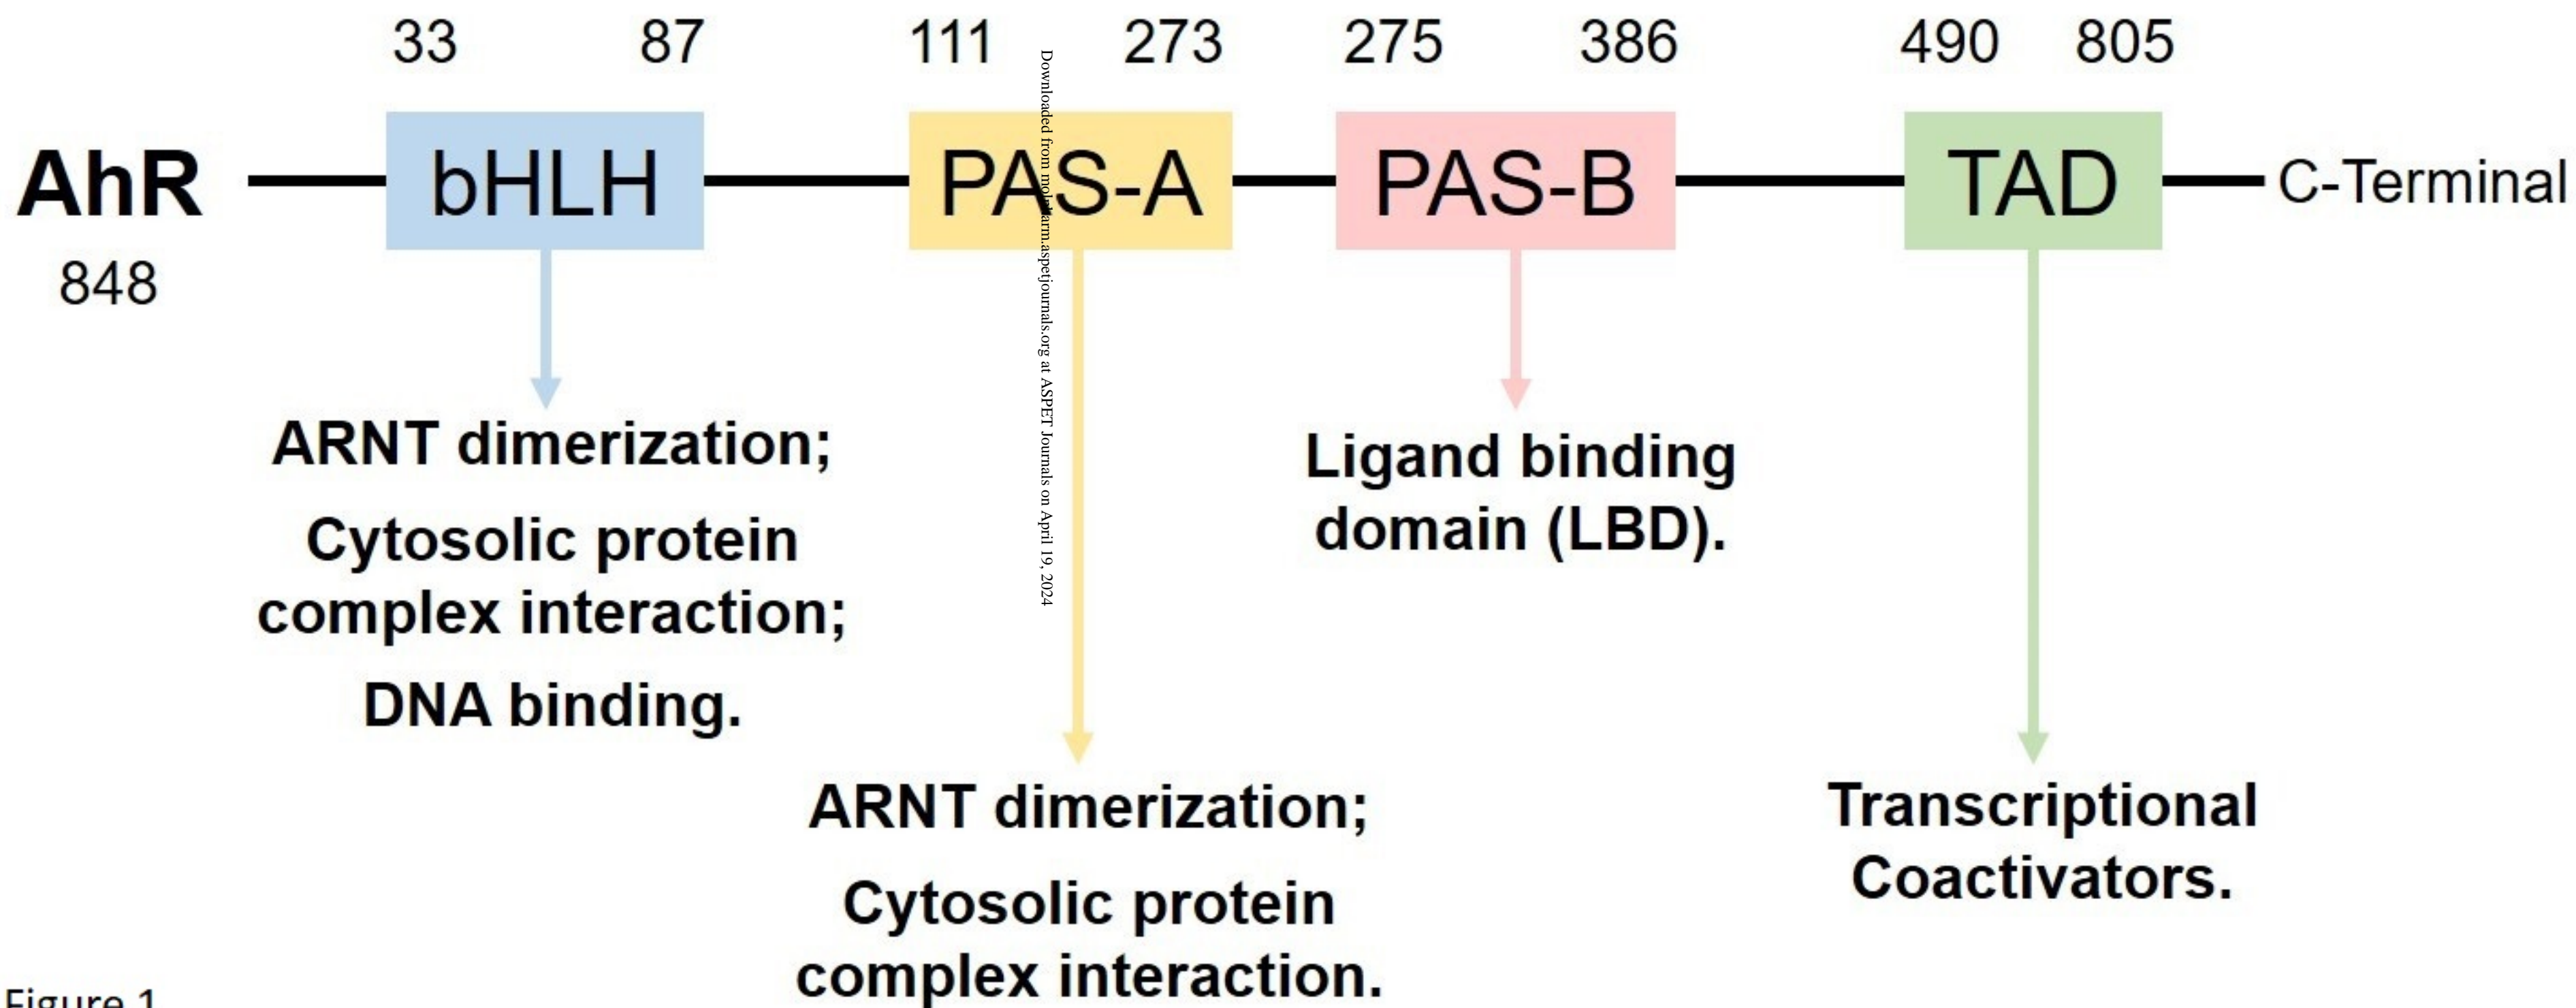 33 87 111 273 275 386 490 805
AhR bHLH PAS-A PAS-B TAD C-Terminal
848
ARNT dimerization;
Cytosolic protein
complex interaction;
DNA binding.
ARNT dimerization;
Cytosolic protein
complex interaction.
Ligand binding
domain (LBD).
Transcriptional
Coactivators.
Downloaded from molpharm.aspetjournals.org at ASPET Journals on April 19, 2024
Figure 1